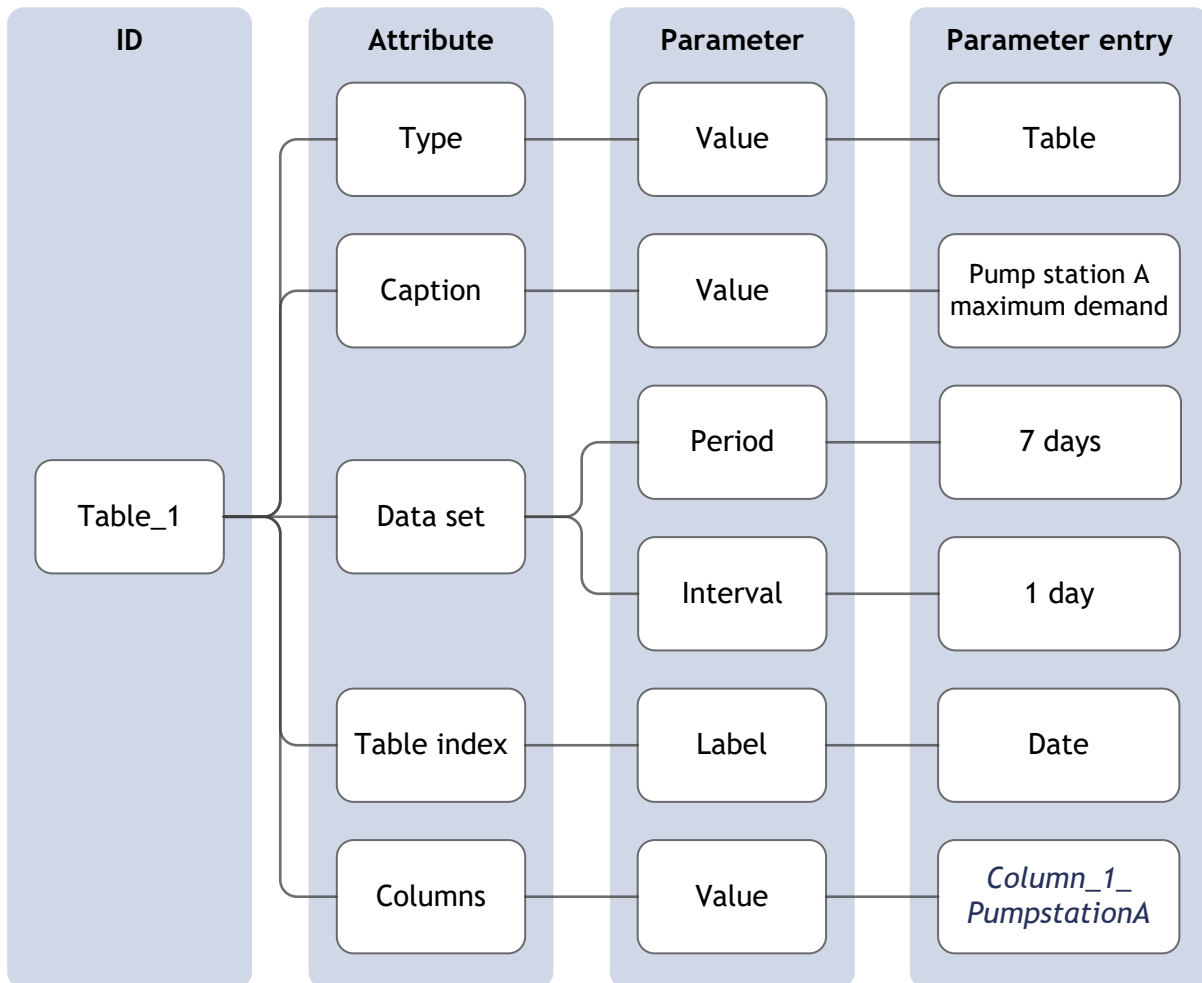 ID Attribute Parameter Parameter entry
Type Value Table
Caption Value Pump station A
maximum demand
Period 7 days
Table_1 Data set
Interval 1 day
Table index Label Date
Columns Value Column_1_
PumpstationA